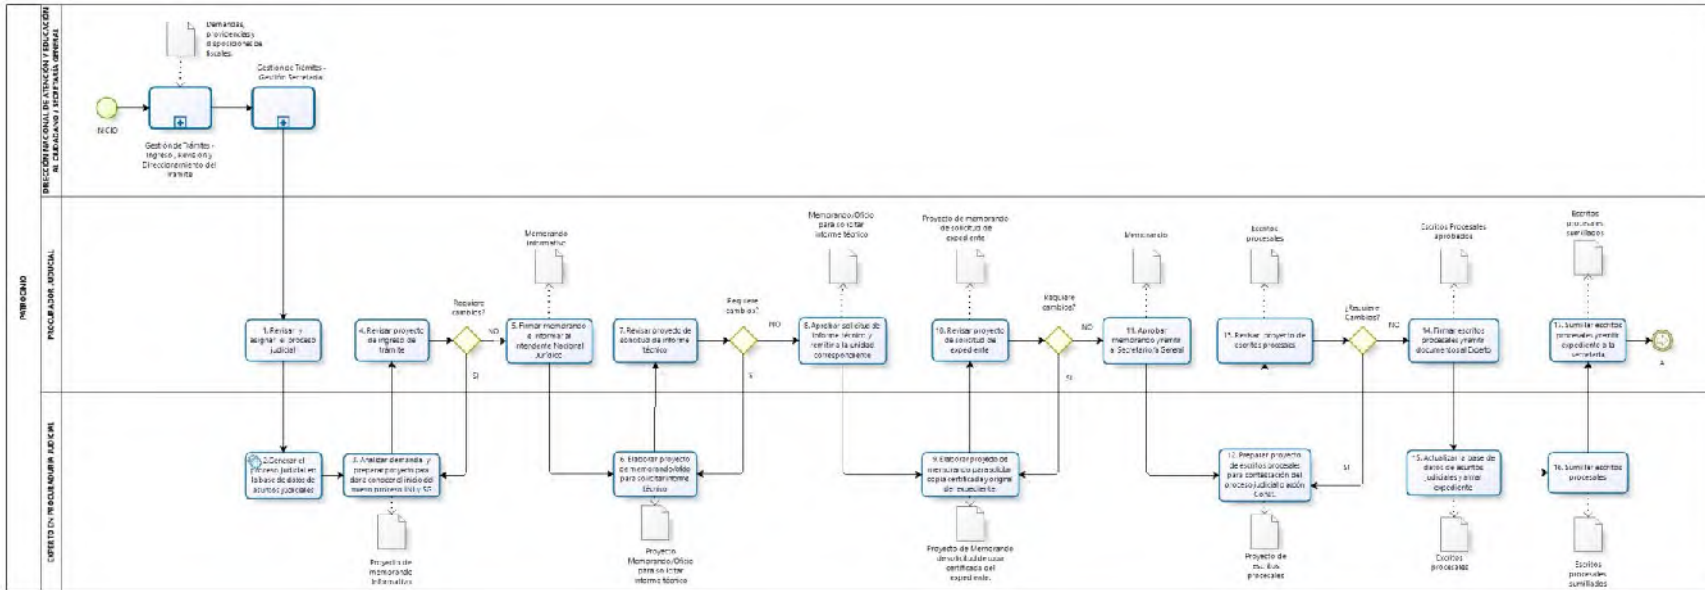 PATROCINIO
DIRECCIÓN NACIONAL DE ATENCIÓN Y EDUCACIÓN
AL CIUDADANO / SECRETARÍA GENERAL
Demandas,
providencias y
disposiciones de
fiscales.
Gestión de Trámites -
Gestión Secretaria
INICIO
Gestión de Trámites -
Ingreso, Revisión y
Direccionamiento del
Trámite
PROCURADOR JUDICIAL
1. Revisar y
asignar el proceso
judicial
4. Revisar proyecto
de ingreso de
trámite
Requiere
cambios?
NO
SI
Memorando
Informativo
5. Firmar memorando
e informar al
Intendente Nacional
Jurídico
7. Revisar proyecto de
solicitud de informe
técnico
Requiere
cambios?
NO
Memorando/Oficio
para solicitar
informe técnico
8. Aprobar solicitud de
informe técnico y
remitir a la unidad
correspondiente
Proyecto de memorando
de solicitud de
expediente
10. Revisar proyecto
de solicitud de
expediente
Requiere
cambios?
NO
SI
Memorando
11. Aprobar
memorando y remitir
a Secretario/a General
Escritos
procesales
13. Revisar proyecto de
escritos procesales
¿Requiere
Cambios?
NO
SI
Escritos Procesales
aprobados
14. Firmar escritos
procesales y remitir
documentos al Experto
Escritos
procesales
sumillados
17. Sumillar escritos
procesales y remitir
expediente a la
secretaria
A
EXPERTO EN PROCURADURIA JUDICIAL
2. Generar el
proceso judicial en
la base de datos de
asuntos judiciales
3. Analizar demanda y
preparar proyecto para
dar a conocer el inicio del
nuevo proceso
Proyecto de
memorando
Informativo
6. Elaborar proyecto
de memorando/oficio
para solicitar informe
técnico
Proyecto
Memorando/Oficio
para solicitar
informe técnico
9. Elaborar proyecto de
memorando para solicitar
copia certificada y original
del expediente.
Proyecto de Memorando
de solicitud de copia
certificada del
expediente.
12. Preparar proyecto
de escritos procesales
para contestación del
proceso judicial o acción
Const.
Proyecto de
escritos
procesales
15. Actualizar la base de
datos de asuntos
judiciales y armar
expediente
Escritos
procesales
16. Sumillar escritos
procesales
Escritos
procesales
sumillados